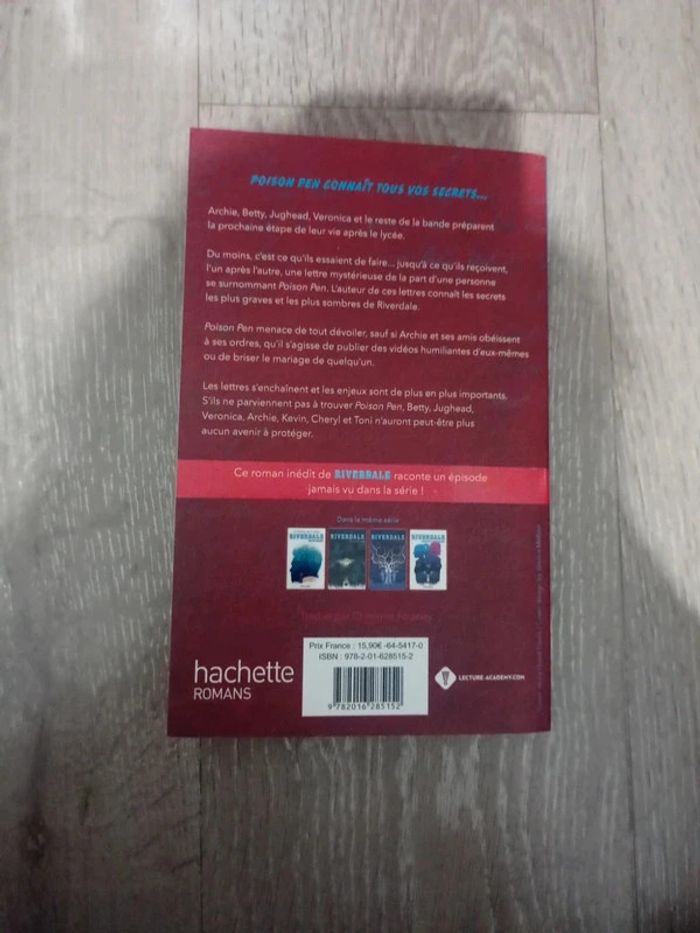 POISON PEN CONNAÎT TOUS VOS SECRETS...
Archie, Betty, Jughead, Veronica et le reste de la bande préparent
la prochaine étape de leur vie après le lycée.
Du moins, c'est ce qu'ils essaient de faire... jusqu'à ce qu'ils reçoivent,
l'un après l'autre, une lettre mystérieuse de la part d'une personne
se surnommant Poison Pen. L'auteur de ces lettres connaît les secrets
les plus graves et les plus sombres de Riverdale.
Poison Pen menace de tout dévoiler, sauf si Archie et ses amis obéissent
à ses ordres, qu'il s'agisse de publier des vidéos humiliantes d'eux-mêmes
ou de briser le mariage de quelqu'un.
Les lettres s'enchaînent et les enjeux sont de plus en plus importants.
S'ils ne parviennent pas à trouver Poison Pen, Betty, Jughead,
Veronica, Archie, Kevin, Cheryl et Toni n'auront peut-être plus
aucun avenir à protéger.
Ce roman inédit de RIVERDALE raconte un épisode
jamais vu dans la série !
Dans la même série
RIVERDALE RIVERDALE RIVERDALE RIVERDALE
Traduit par
Prix France : 15,90€ -64-5417-0
ISBN : 978-2-01-628515-2
9 782016 285152
hachette
ROMANS
LECTURE-ACADEMY.COM